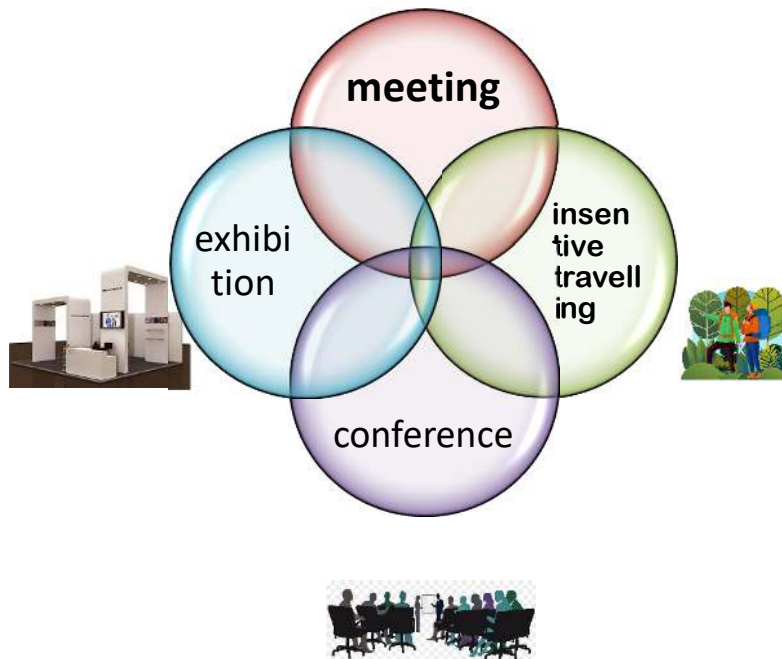 meeting
exhibi
tion
insen
tive
travell
ing
conference